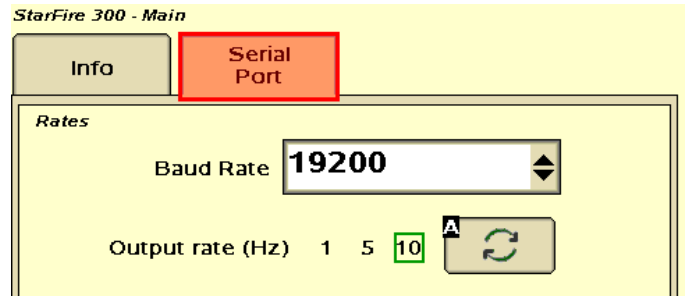 StarFire 300 - Main
Info
Serial
Port
Rates
Baud Rate 19200
Output rate (Hz) 1 5 10 A